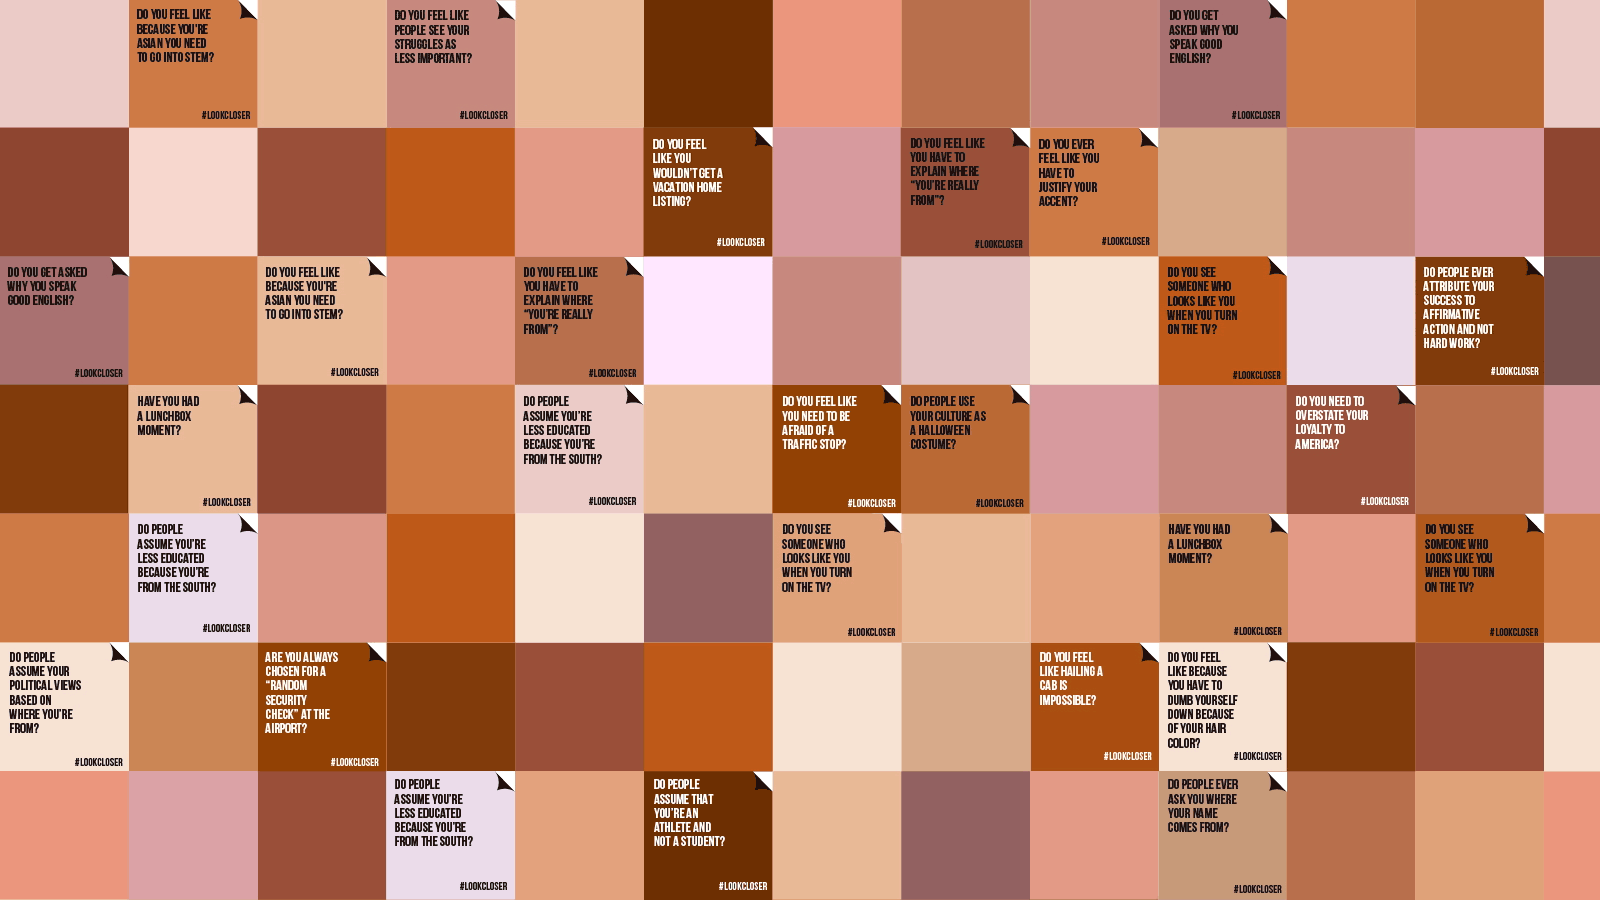 DO YOU FEEL LIKE
BECAUSE YOU'RE
ASIAN YOU NEED
TO GO INTO STEM?
#LOOKCLOSER
DO YOU FEEL LIKE
PEOPLE SEE YOUR
STRUGGLES AS
LESS IMPORTANT?
#LOOKCLOSER
DO YOU GET
ASKED WHY YOU
SPEAK GOOD
ENGLISH?
#LOOKCLOSER
DO YOU FEEL
LIKE YOU
WOULDN'T GET A
VACATION HOME
LISTING?
#LOOKCLOSER
DO YOU FEEL LIKE
YOU HAVE TO
EXPLAIN WHERE
"YOU'RE REALLY
FROM"?
#LOOKCLOSER
DO YOU EVER
FEEL LIKE YOU
HAVE TO
JUSTIFY YOUR
ACCENT?
#LOOKCLOSER
DO YOU GET ASKED
WHY YOU SPEAK
GOOD ENGLISH?
#LOOKCLOSER
DO YOU FEEL LIKE
BECAUSE YOU'RE
ASIAN YOU NEED
TO GO INTO STEM?
#LOOKCLOSER
DO YOU FEEL LIKE
YOU HAVE TO
EXPLAIN WHERE
"YOU'RE REALLY
FROM"?
#LOOKCLOSER
DO YOU SEE
SOMEONE WHO
LOOKS LIKE YOU
WHEN YOU TURN
ON THE TV?
#LOOKCLOSER
DO PEOPLE EVER
ATTRIBUTE YOUR
SUCCESS TO
AFFIRMATIVE
ACTION AND NOT
HARD WORK?
#LOOKCLOSER
HAVE YOU HAD
A LUNCHBOX
MOMENT?
#LOOKCLOSER
DO PEOPLE
ASSUME YOU'RE
LESS EDUCATED
BECAUSE YOU'RE
FROM THE SOUTH?
#LOOKCLOSER
DO YOU FEEL LIKE
YOU NEED TO BE
AFRAID OF A
TRAFFIC STOP?
#LOOKCLOSER
DO PEOPLE USE
YOUR CULTURE AS
A HALLOWEEN
COSTUME?
#LOOKCLOSER
DO YOU NEED TO
OVERSTATE YOUR
LOYALTY TO
AMERICA?
#LOOKCLOSER
DO PEOPLE
ASSUME YOU'RE
LESS EDUCATED
BECAUSE YOU'RE
FROM THE SOUTH?
#LOOKCLOSER
DO YOU SEE
SOMEONE WHO
LOOKS LIKE YOU
WHEN YOU TURN
ON THE TV?
#LOOKCLOSER
HAVE YOU HAD
A LUNCHBOX
MOMENT?
#LOOKCLOSER
DO YOU SEE
SOMEONE WHO
LOOKS LIKE YOU
WHEN YOU TURN
ON THE TV?
#LOOKCLOSER
DO PEOPLE
ASSUME YOUR
POLITICAL VIEWS
BASED ON
WHERE YOU'RE
FROM?
#LOOKCLOSER
ARE YOU ALWAYS
CHOSEN FOR A
"RANDOM
SECURITY
CHECK" AT THE
AIRPORT?
#LOOKCLOSER
DO YOU FEEL
LIKE HAILING A
CAB IS
IMPOSSIBLE?
#LOOKCLOSER
DO YOU FEEL
LIKE BECAUSE
YOU HAVE TO
DUMB YOURSELF
DOWN BECAUSE
OF YOUR HAIR
COLOR?
#LOOKCLOSER
DO PEOPLE
ASSUME YOU'RE
LESS EDUCATED
BECAUSE YOU'RE
FROM THE SOUTH?
#LOOKCLOSER
DO PEOPLE
ASSUME THAT
YOU'RE AN
ATHLETE AND
NOT A STUDENT?
#LOOKCLOSER
DO PEOPLE EVER
ASK YOU WHERE
YOUR NAME
COMES FROM?
#LOOKCLOSER